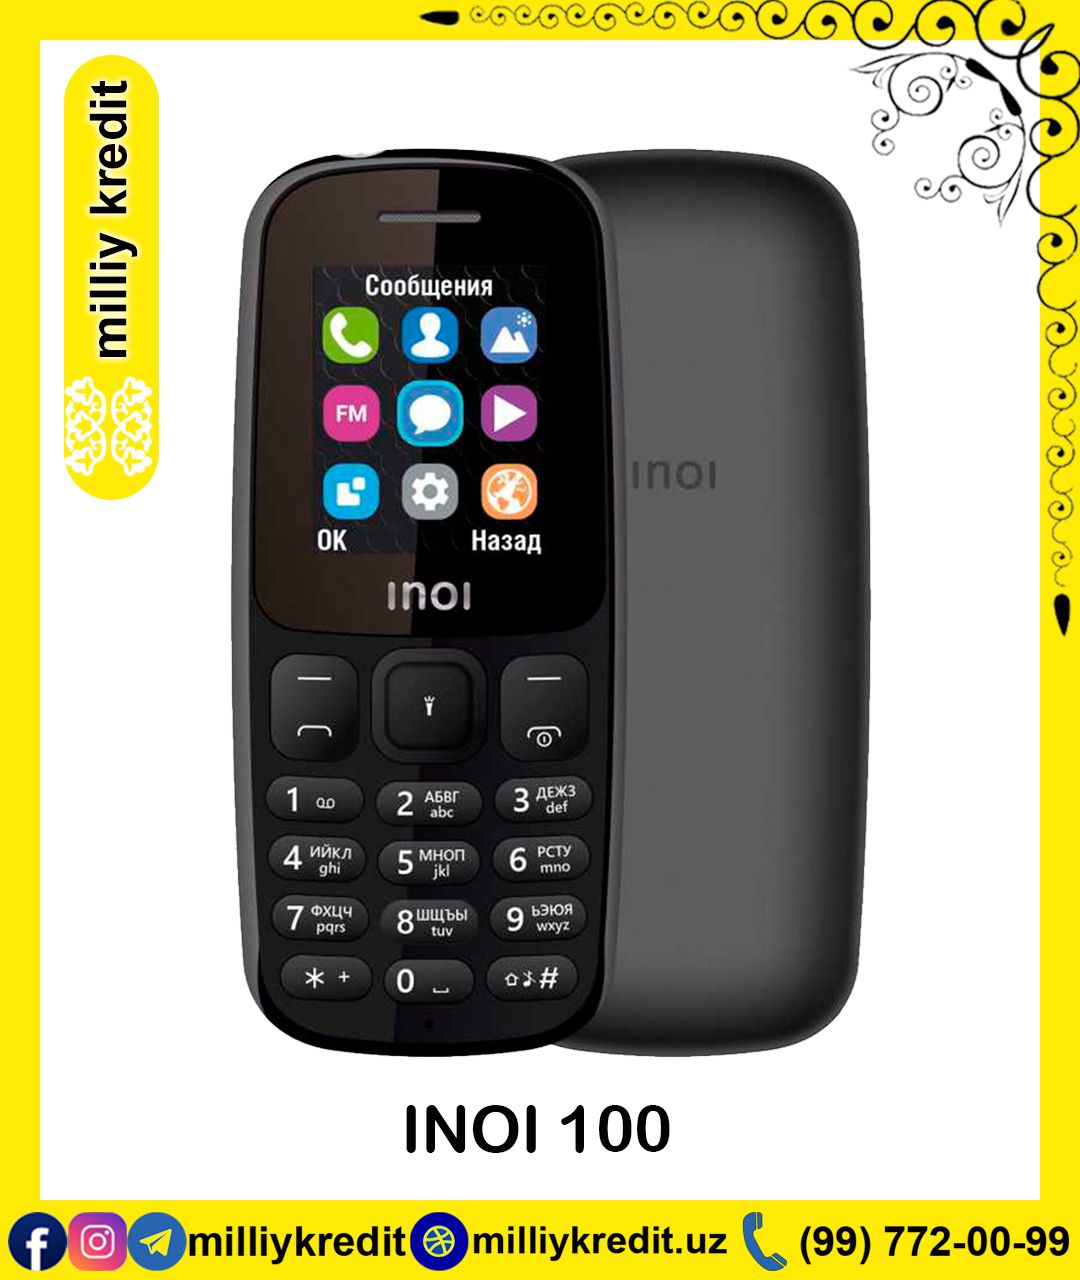 milliy kredit
Сообщения
FM
OK
Назад
INOI
INOI
1
2 АБВГ abc
3 ДЕЖЗ def
4 ИЙКЛ ghi
5 МНОП jkl
6 РСТУ mno
7 ФХЦЧ pqrs
8 ШЩЪЫ tuv
9 ЬЭЮЯ wxyz
* +
0
#
INOI 100
milliykredit milliykredit.uz (99) 772-00-99